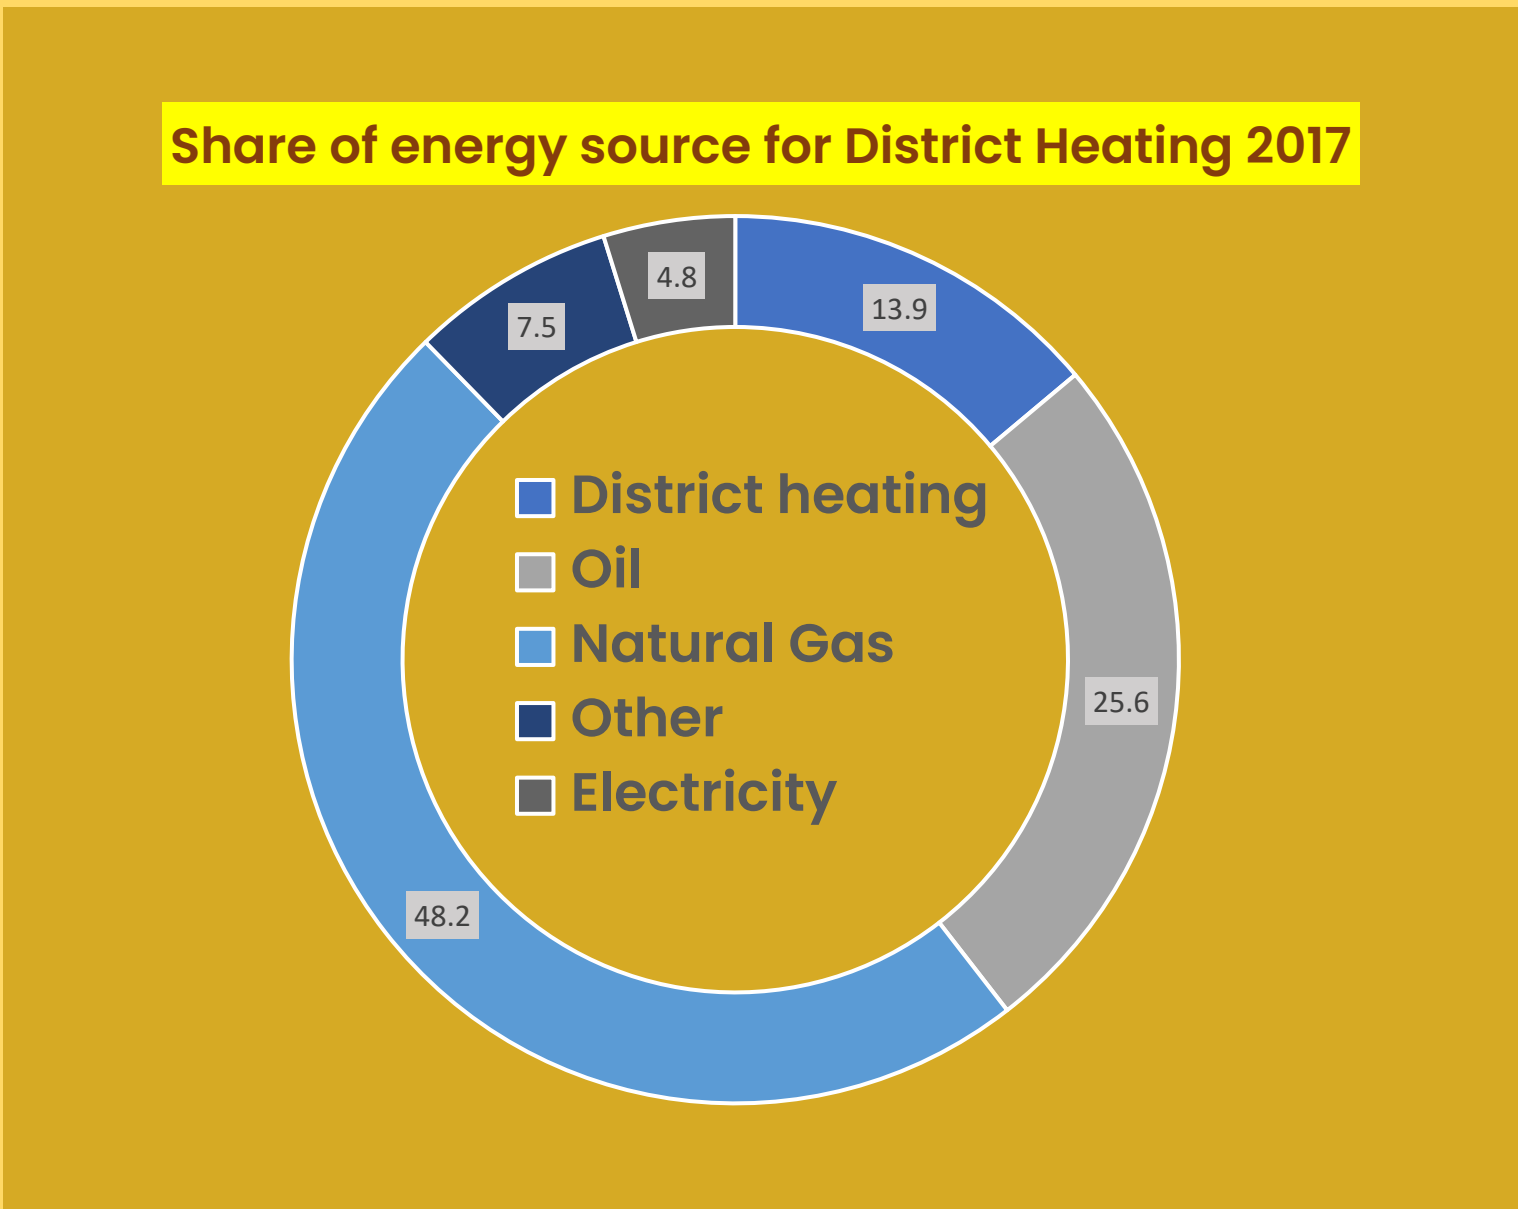 Share of energy source for District Heating 2017
4.8
13.9
7.5
District heating
Oil
Natural Gas
Other
Electricity
25.6
48.2